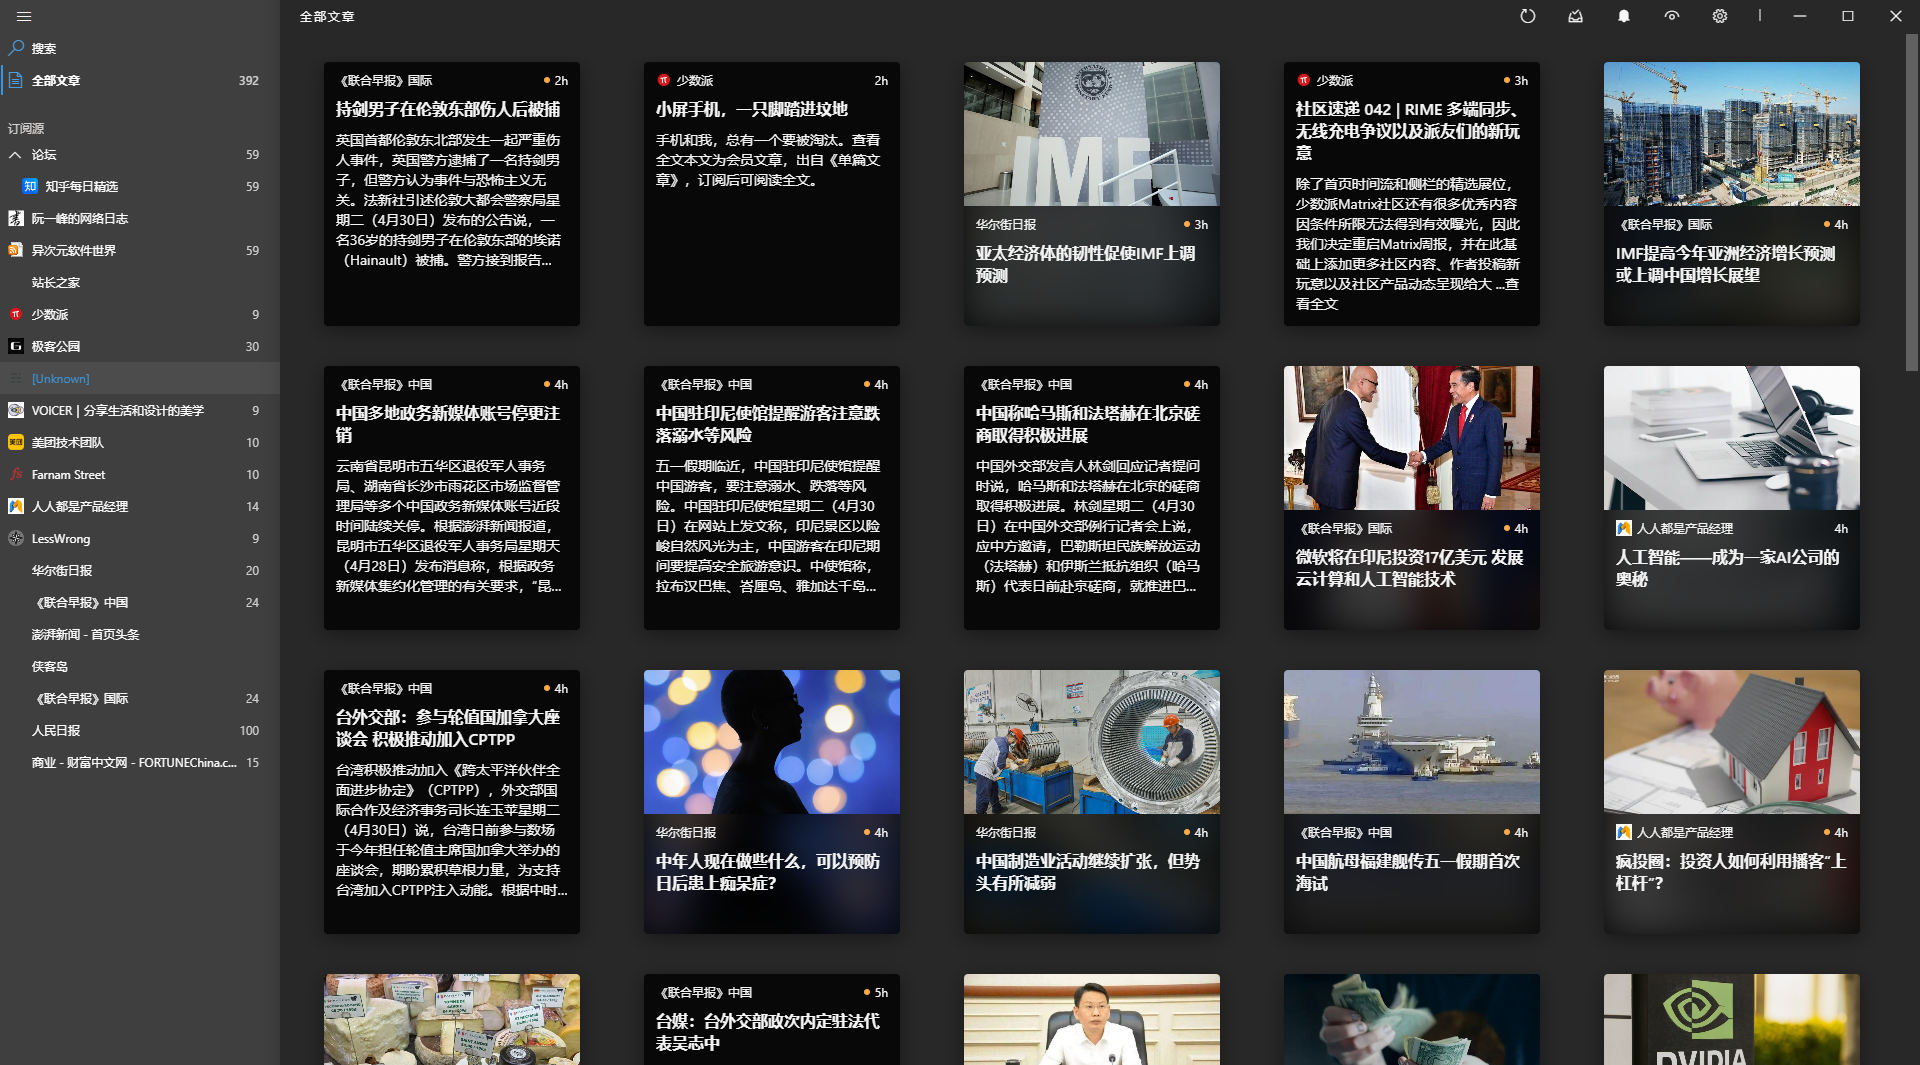 全部文章
搜索
全部文章 392
订阅源
论坛 59
知 知乎每日精选 59
阮一峰的网络日志
异次元软件世界 59
站长之家
少数派 9
极客公园 30
[Unknown]
VOICER | 分享生活和设计的美学 9
美团 美团技术团队 10
fs Farnam Street 10
人人都是产品经理 14
LessWrong 9
华尔街日报 20
《联合早报》中国 24
澎湃新闻 - 首页头条
侠客岛
《联合早报》国际 24
人民日报 100
商业 - 财富中文网 - FORTUNEChina.c... 15
《联合早报》国际 2h
持剑男子在伦敦东部伤人后被捕
英国首都伦敦东北部发生一起严重伤
人事件，英国警方逮捕了一名持剑男
子，但警方认为事件与恐怖主义无
关。法新社引述伦敦大都会警察局星
期二（4月30日）发布的公告说，一
名36岁的持剑男子在伦敦东部的埃诺
（Hainault）被捕。警方接到报告...
少数派 2h
小屏手机，一只脚踏进坟地
手机和我，总有一个要被淘汰。查看
全文本文为会员文章，出自《单篇文
章》，订阅后可阅读全文。
IMF
华尔街日报 3h
亚太经济体的韧性促使IMF上调
预测
少数派 3h
社区速递 042 | RIME 多端同步、
无线充电争议以及派友们的新玩
意
除了首页时间流和侧栏的精选展位，
少数派Matrix社区还有很多优秀内容
因条件所限无法得到有效曝光，因此
我们决定重启Matrix周报，并在此基
础上添加更多社区内容、作者投稿新
玩意以及社区产品动态呈现给大 ...查
看全文
《联合早报》国际 4h
IMF提高今年亚洲经济增长预测
或上调中国增长展望
《联合早报》中国 4h
中国多地政务新媒体账号停更注
销
云南省昆明市五华区退役军人事务
局、湖南省长沙市雨花区市场监督管
理局等多个中国政务新媒体账号近段
时间陆续关停。根据澎湃新闻报道，
昆明市五华区退役军人事务局星期天
（4月28日）发布消息称，根据政务
新媒体集约化管理的有关要求，“昆...
《联合早报》中国 4h
中国驻印尼使馆提醒游客注意跌
落溺水等风险
五一假期临近，中国驻印尼使馆提醒
中国游客，要注意溺水、跌落等风
险。中国驻印尼使馆星期二（4月30
日）在网站上发文称，印尼景区以险
峻自然风光为主，中国游客在印尼期
间要提高安全旅游意识。中使馆称，
拉布汉巴焦、峇厘岛、雅加达千岛...
《联合早报》中国 4h
中国称哈马斯和法塔赫在北京磋
商取得积极进展
中国外交部发言人林剑回应记者提问
时说，哈马斯和法塔赫在北京的磋商
取得积极进展。林剑星期二（4月30
日）在中国外交部例行记者会上说，
应中方邀请，巴勒斯坦民族解放运动
（法塔赫）和伊斯兰抵抗组织（哈马
斯）代表日前赴京磋商，就推进巴...
《联合早报》国际 4h
微软将在印尼投资17亿美元 发展
云计算和人工智能技术
人人都是产品经理 4h
人工智能——成为一家AI公司的
奥秘
《联合早报》中国 4h
台外交部：参与轮值国加拿大座
谈会 积极推动加入CPTPP
台湾积极推动加入《跨太平洋伙伴全
面进步协定》（CPTPP），外交部国
际合作及经济事务司长连玉苹星期二
（4月30日）说，台湾日前参与数场
于今年担任轮值主席国加拿大举办的
座谈会，期盼累积草根力量，为支持
台湾加入CPTPP注入动能。根据中时...
华尔街日报 4h
中年人现在做些什么，可以预防
日后患上痴呆症？
华尔街日报 4h
中国制造业活动继续扩张，但势
头有所减弱
《联合早报》中国 4h
中国航母福建舰传五一假期首次
海试
人人都是产品经理 4h
疯投圈：投资人如何利用播客“上
杠杆”？
《联合早报》中国 5h
台媒：台外交部政次内定驻法代
表吴志中
NVIDIA